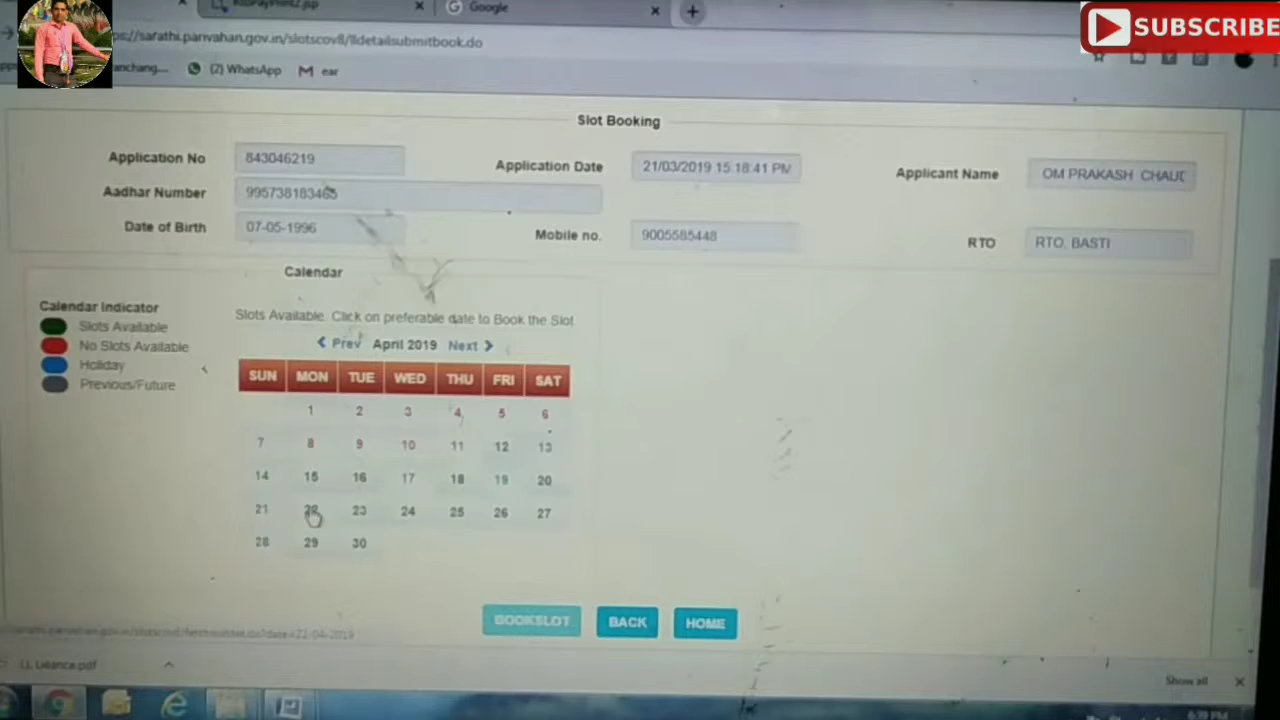 Google
SUBSCRIBE
sarathi.parivahan.gov.in/slotscov8/lldetailsubmitbook.do
(2) WhatsApp
ear
Slot Booking
Application No 843046219 Application Date 21/03/2019 15:18:41 PM Applicant Name OM PRAKASH CHAUD
Aadhar Number 995738183465
Date of Birth 07-05-1996 Mobile no. 9005585448 RTO RTO, BASTI
Calendar
Calendar Indicator
Slots Available
No Slots Available
Holiday
Previous/Future
Slots Available. Click on preferable date to Book the Slot
Prev April 2019 Next
SUN MON TUE WED THU FRI SAT
1 2 3 4 5 6
7 8 9 10 11 12 13
14 15 16 17 18 19 20
21 22 23 24 25 26 27
28 29 30
BOOKSLOT BACK HOME
Show all